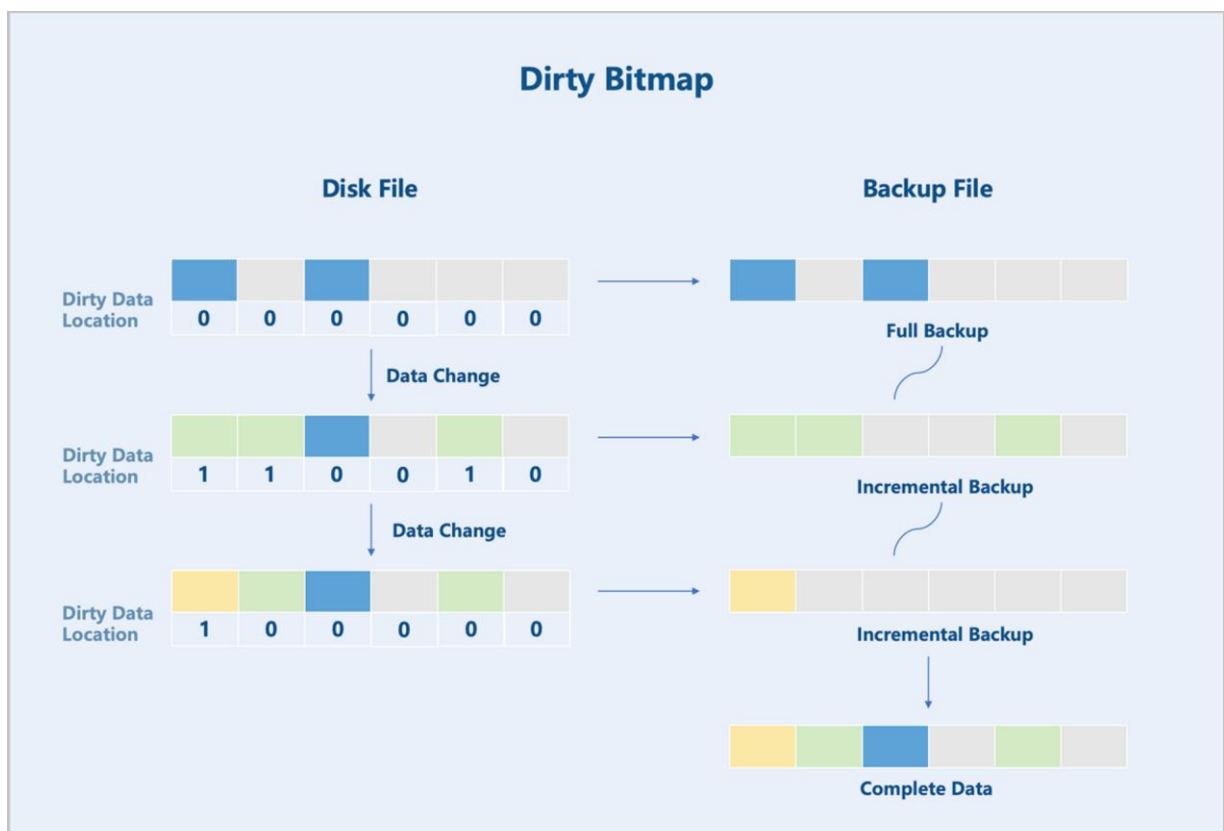 Dirty Bitmap
Disk File
Backup File
Dirty Data
Location
0 0 0 0 0 0
Full Backup
Data Change
Dirty Data
Location
1 1 0 0 1 0
Incremental Backup
Data Change
Dirty Data
Location
1 0 0 0 0 0
Incremental Backup
Complete Data